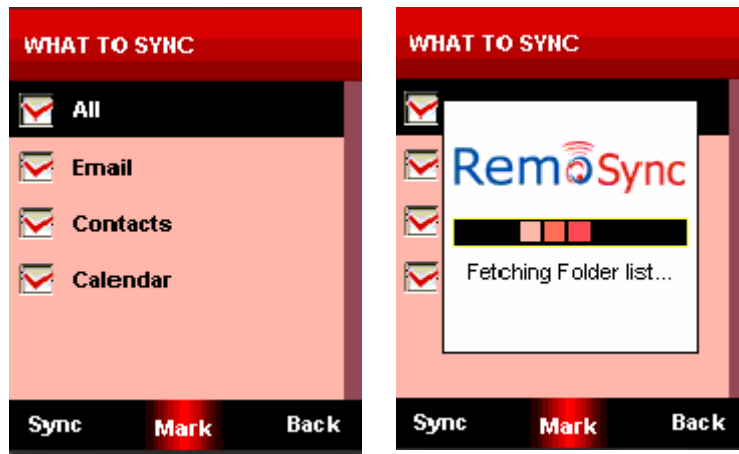 WHAT TO SYNC
All
Email
Contacts
Calendar
Sync Mark Back
WHAT TO SYNC
RemoSync
Fetching Folder list...
Sync Mark Back